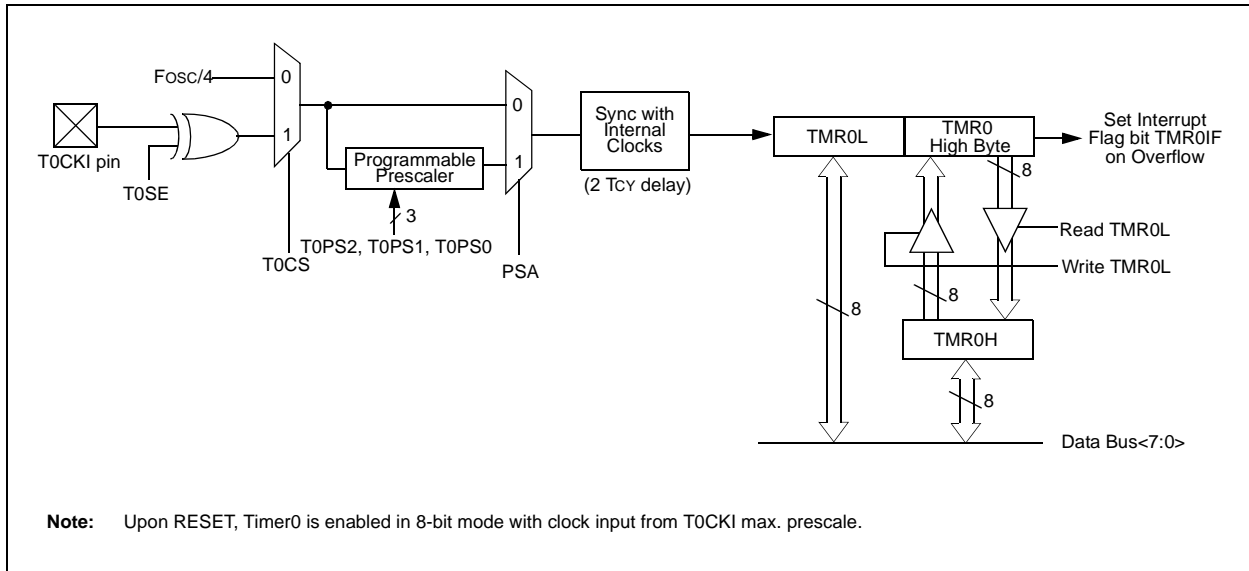 FOSC/4
0
1
T0CKI pin
T0SE
T0CS
Programmable
Prescaler
3
T0PS2, T0PS1, T0PS0
0
1
PSA
Sync with
Internal
Clocks
(2 TCY delay)
TMR0L
TMR0
High Byte
Set Interrupt
Flag bit TMR0IF
on Overflow
8
Read TMR0L
Write TMR0L
8
8
TMR0H
8
Data Bus<7:0>
Note: Upon RESET, Timer0 is enabled in 8-bit mode with clock input from T0CKI max. prescale.